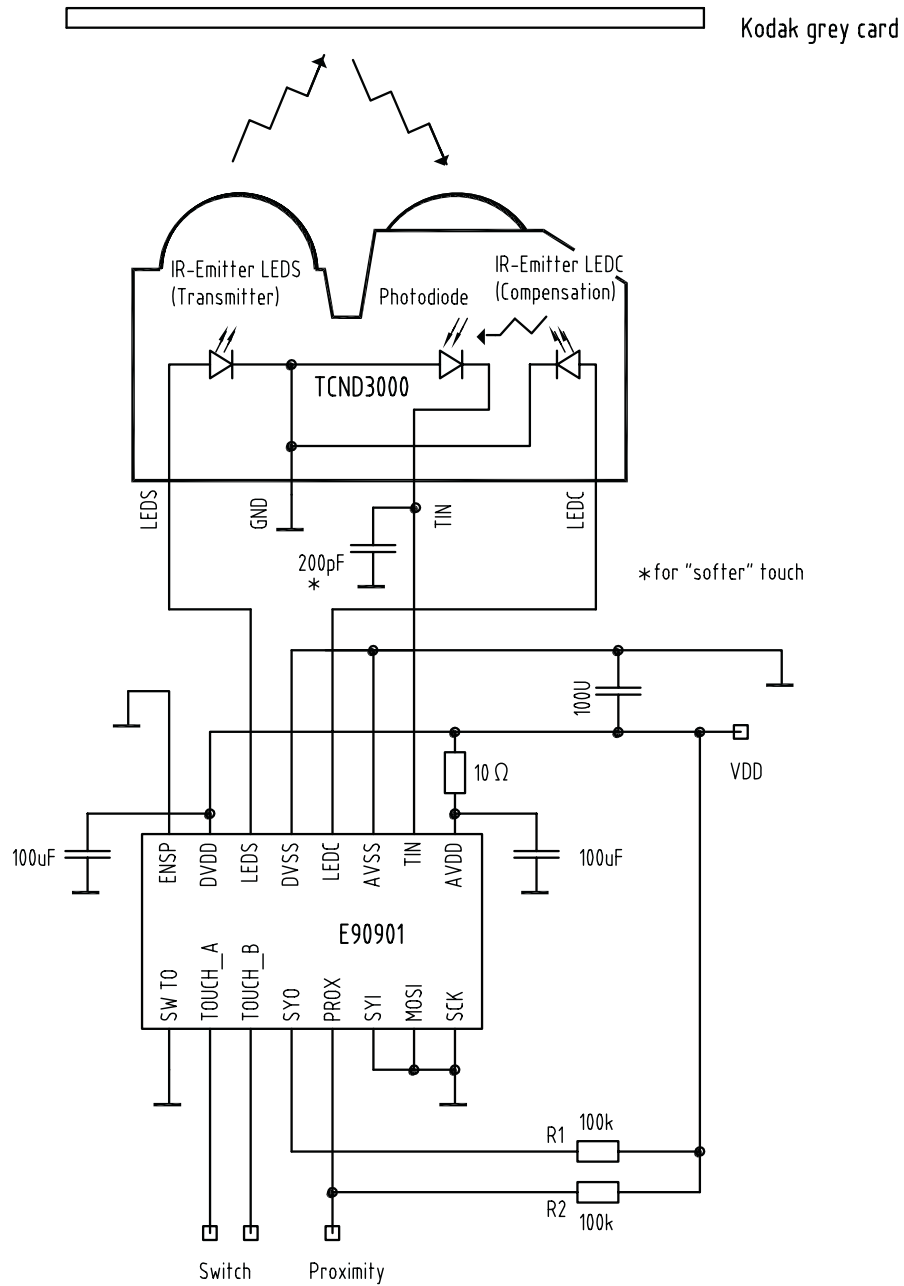 Kodak grey card
IR-Emitter LEDS
(Transmitter)
Photodiode
IR-Emitter LEDC
(Compensation)
TCND3000
LEDS
GND
TIN
LEDC
200pF
*
*for "softer" touch
100U
VDD
10 Ω
100uF
100uF
ENSP
DVDD
LEDS
DVSS
LEDC
AVSS
TIN
AVDD
E90901
SW TO
TOUCH_A
TOUCH_B
SYO
PROX
SYI
MOSI
SCK
R1
100k
R2
100k
Switch
Proximity